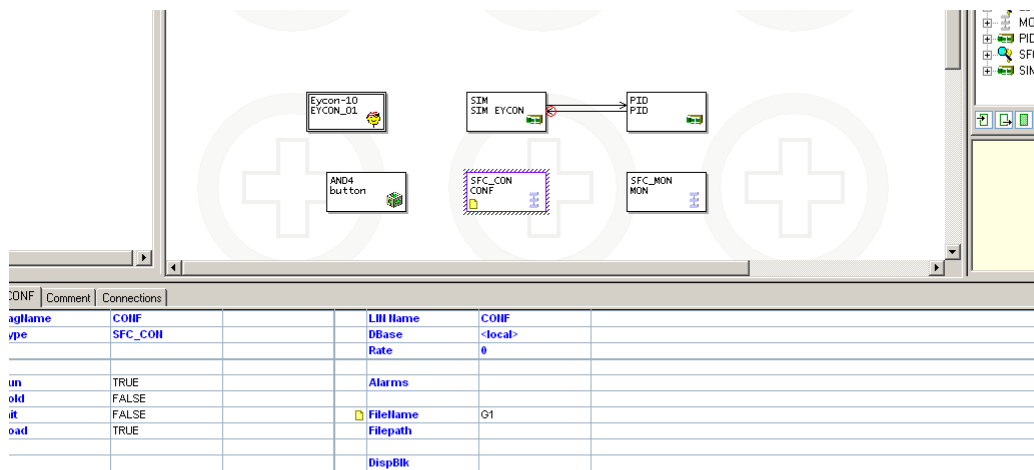 MO
PID
SFC
SIM
Eycon-10
EYCON_01
SIM
SIM EYCON
PID
PID
AND4
button
SFC_CON
CONF
SFC_MON
MON
CONF Comment Connections
agName CONF LIN Name CONF
ype SFC_CON DBase <local>
Rate 0
un TRUE Alarms
old FALSE
it FALSE FileName G1
oad TRUE Filepath
DispBlk